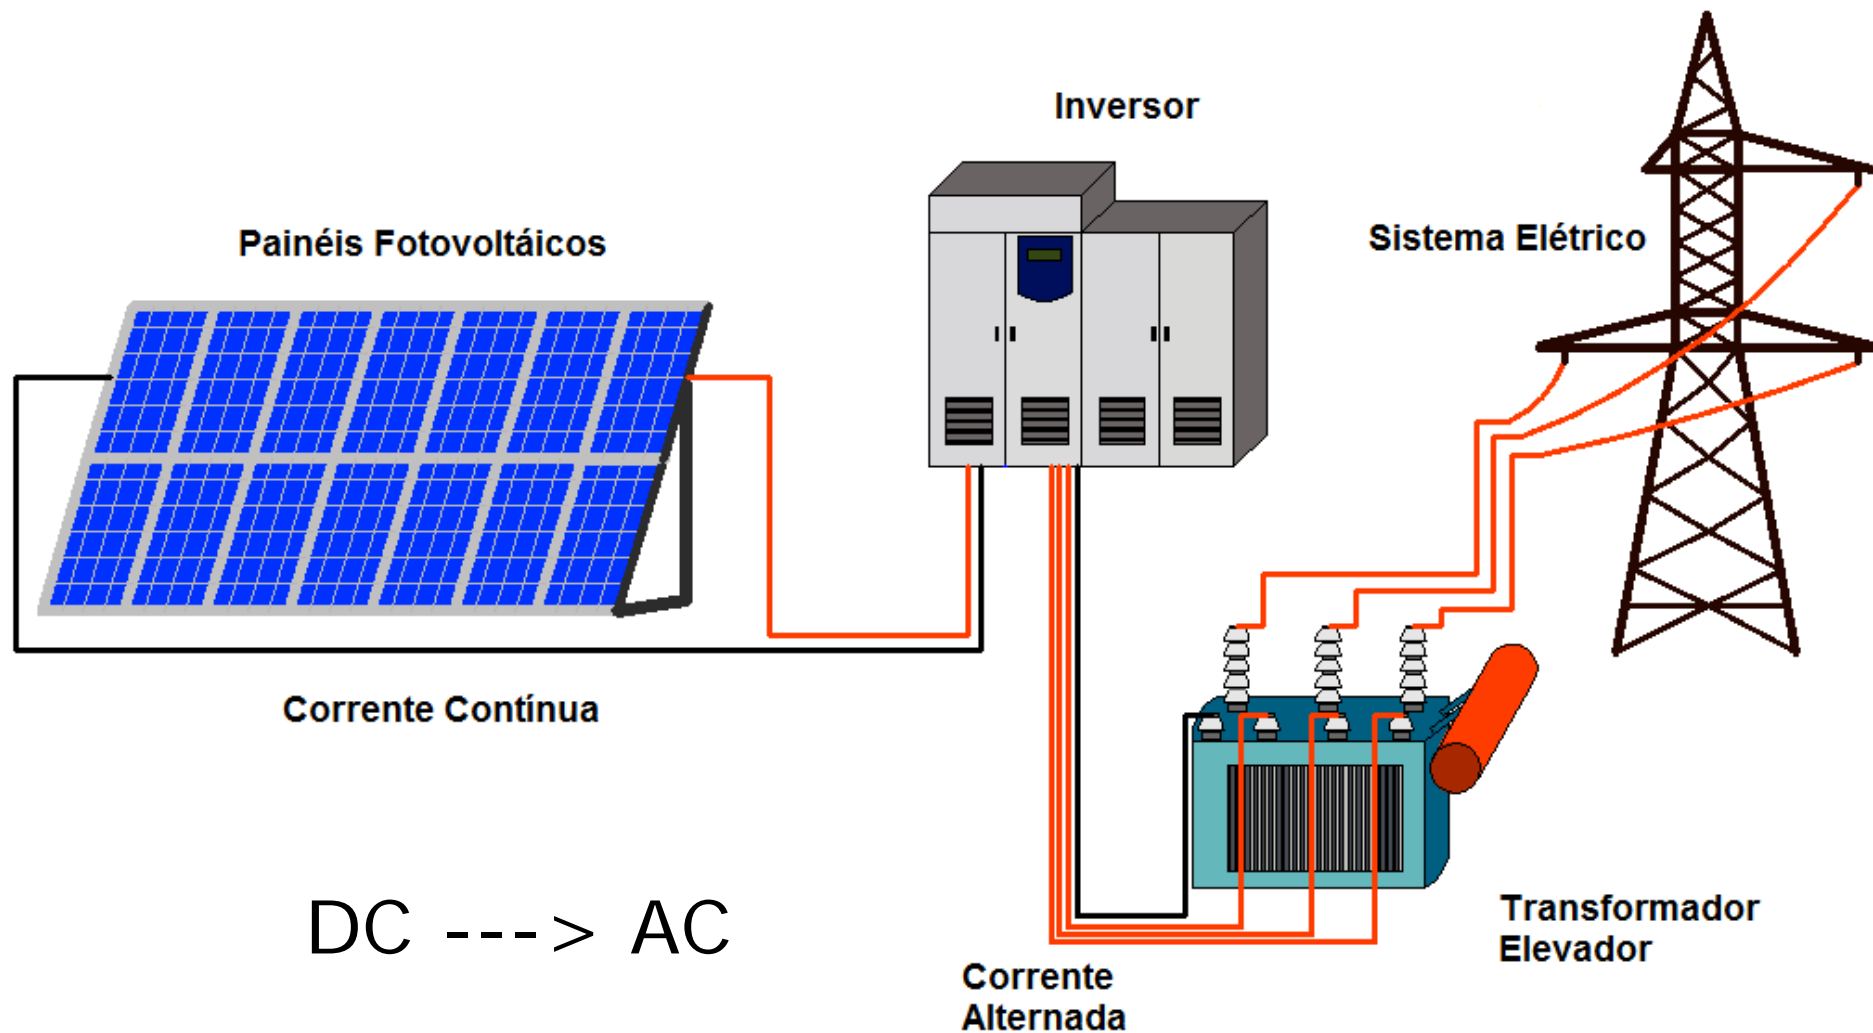 Inversor
Sistema Elétrico
Painéis Fotovoltáicos
Corrente Contínua
DC ---> AC
Transformador
Elevador
Corrente
Alternada